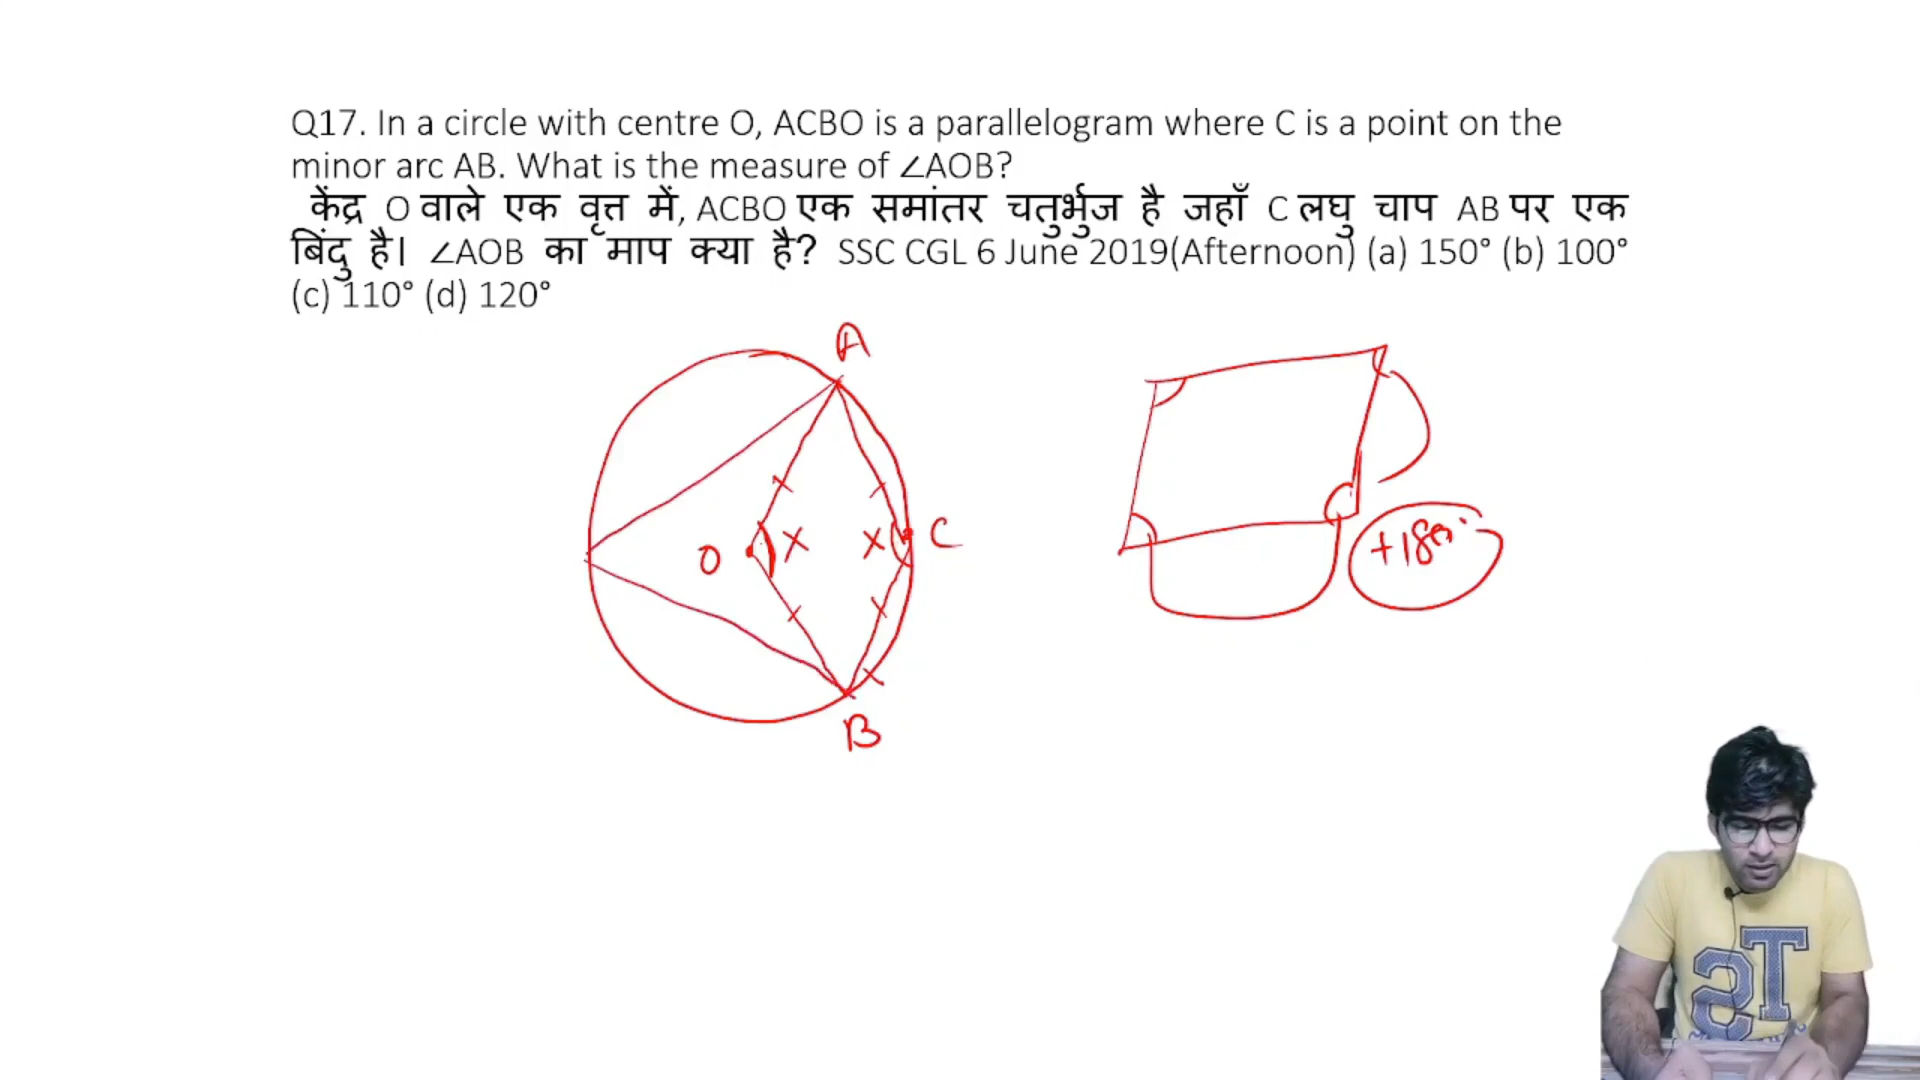 Q17. In a circle with centre O, ACBO is a parallelogram where C is a point on the
minor arc AB. What is the measure of ∠AOB?
केंद्र O वाले एक वृत्त में, ACBO एक समांतर चतुर्भुज है जहाँ C लघु चाप AB पर एक
बिंदु है। ∠AOB का माप क्या है? SSC CGL 6 June 2019(Afternoon) (a) 150° (b) 100°
(c) 110° (d) 120°
A
O x x C
+180°
B